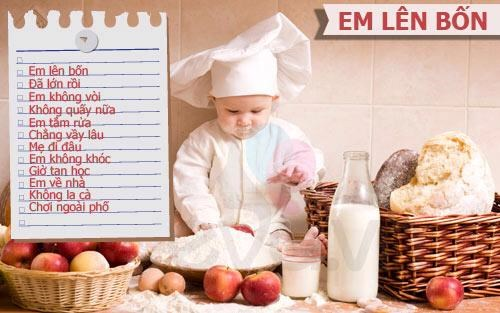 EM LÊN BỐN
Em lên bốn
Đã lớn rồi
Em không vòi
Không quấy nữa
Em tắm rửa
Chẳng vầy lâu
Mẹ đi đâu
Em không khóc
Giờ tan học
Em về nhà
Không la cà
Chơi ngoài phố